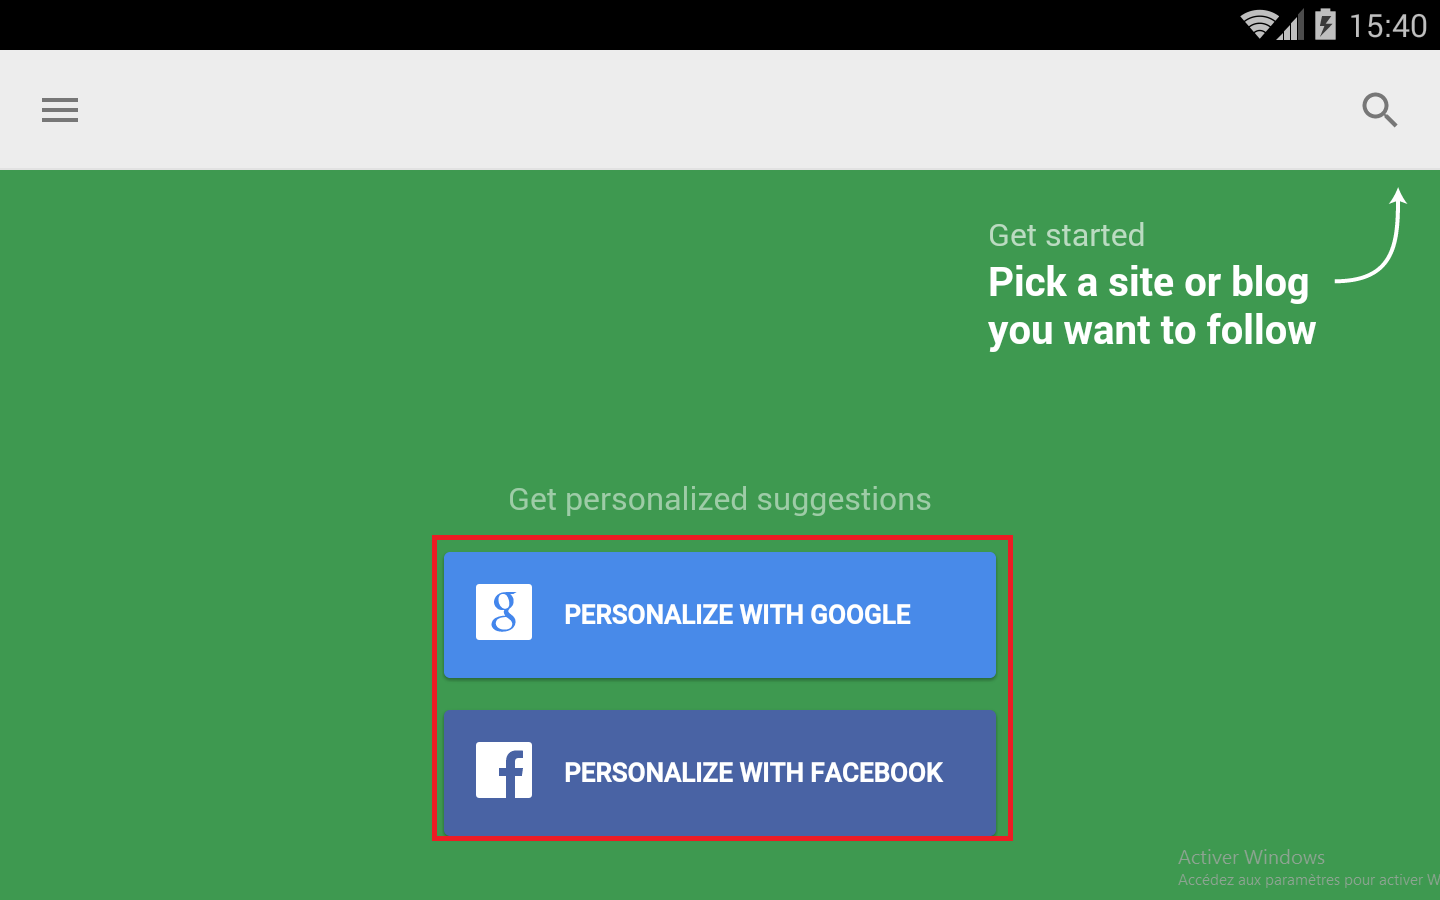 15:40
Get started
Pick a site or blog
you want to follow
Get personalized suggestions
g PERSONALIZE WITH GOOGLE
f PERSONALIZE WITH FACEBOOK
Activer Windows
Accédez aux paramètres pour activer W